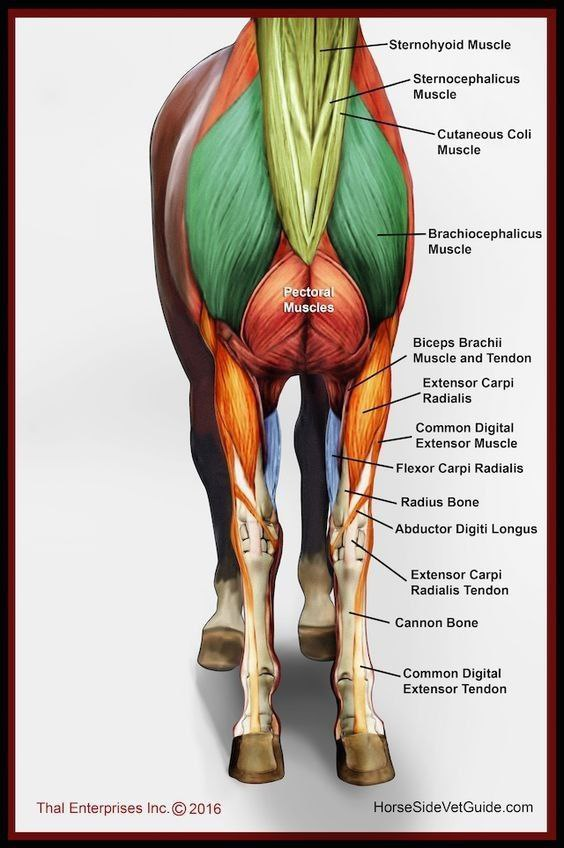 Sternohyoid Muscle
Sternocephalicus
Muscle
Cutaneous Coli
Muscle
Brachiocephalicus
Muscle
Pectoral
Muscles
Biceps Brachii
Muscle and Tendon
Extensor Carpi
Radialis
Common Digital
Extensor Muscle
Flexor Carpi Radialis
Radius Bone
Abductor Digiti Longus
Extensor Carpi
Radialis Tendon
Cannon Bone
Common Digital
Extensor Tendon
Thal Enterprises Inc. © 2016
HorseSideVetGuide.com